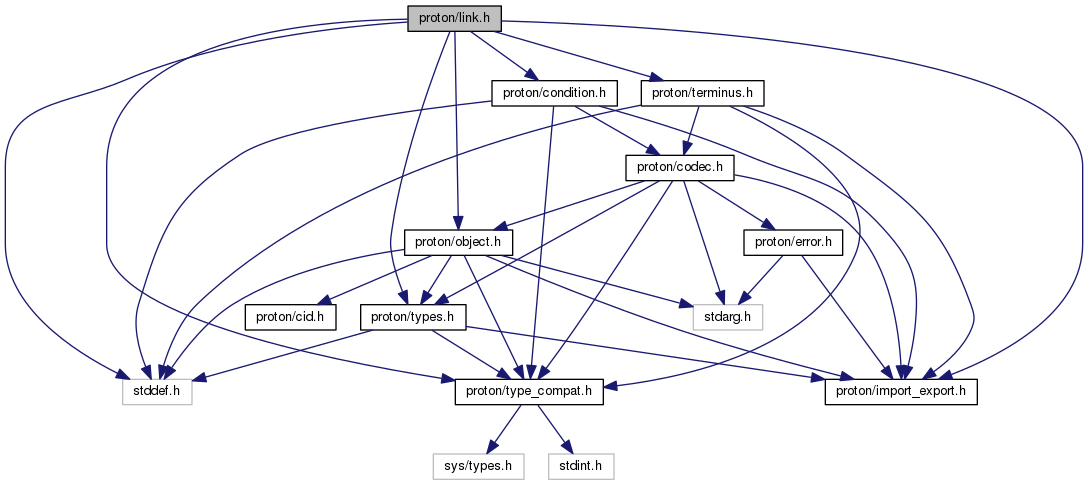 proton/link.h
proton/condition.h
proton/terminus.h
proton/codec.h
proton/object.h
proton/error.h
proton/cid.h
proton/types.h
stdarg.h
stddef.h
proton/type_compat.h
proton/import_export.h
sys/types.h
stdint.h